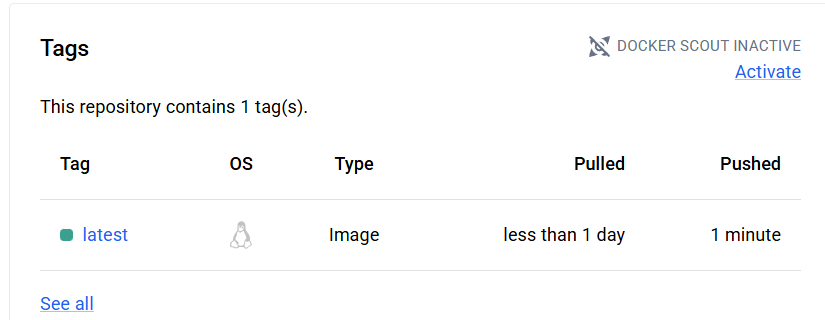 Tags
DOCKER SCOUT INACTIVE
Activate
This repository contains 1 tag(s).
Tag OS Type Pulled Pushed
latest Image less than 1 day 1 minute
See all